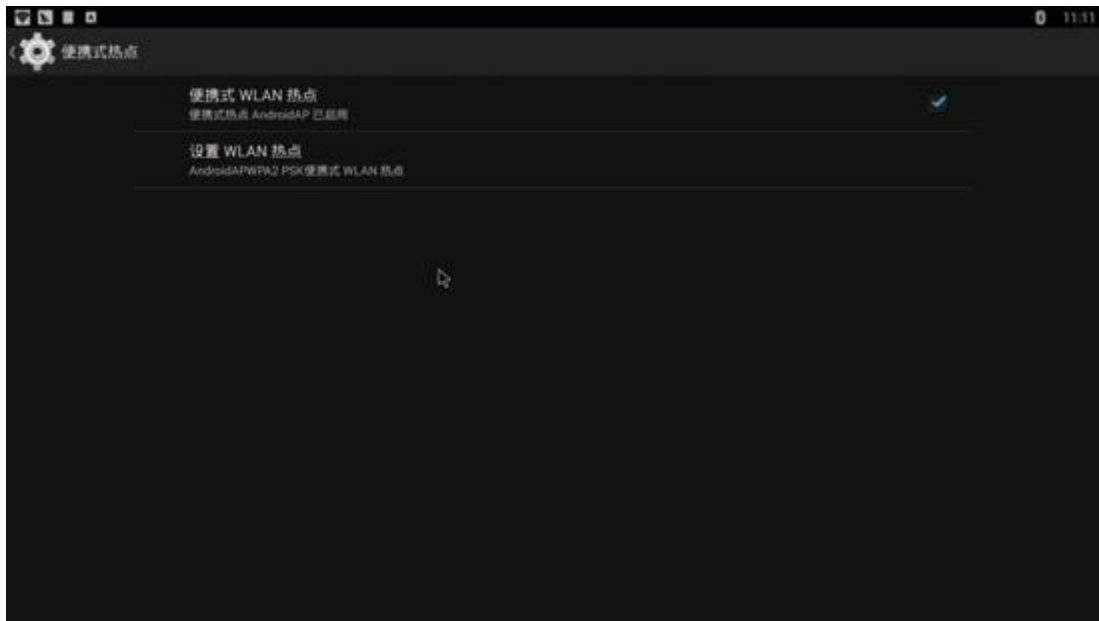 11:11
便携式热点
便携式 WLAN 热点
便携式热点 AndroidAP 已启用
设置 WLAN 热点
AndroidAPWPA2 PSK便携式 WLAN 热点